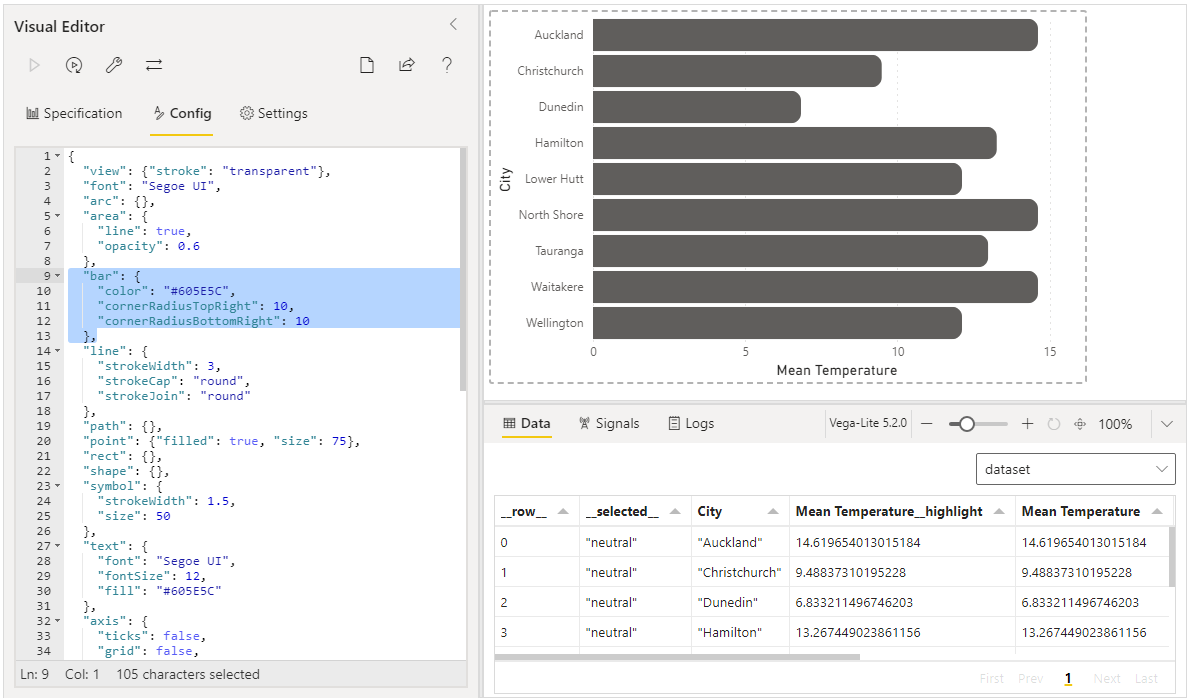 Visual Editor
?
Specification
Config
Settings
1 {
2 "view": {"stroke": "transparent"},
3 "font": "Segoe UI",
4 "arc": {},
5 "area": {
6 "line": true,
7 "opacity": 0.6
8 },
9 "bar": {
10 "color": "#605E5C",
11 "cornerRadiusTopRight": 10,
12 "cornerRadiusBottomRight": 10
13 },
14 "line": {
15 "strokeWidth": 3,
16 "strokeCap": "round",
17 "strokeJoin": "round"
18 },
19 "path": {},
20 "point": {"filled": true, "size": 75},
21 "rect": {},
22 "shape": {},
23 "symbol": {
24 "strokeWidth": 1.5,
25 "size": 50
26 },
27 "text": {
28 "font": "Segoe UI",
29 "fontSize": 12,
30 "fill": "#605E5C"
31 },
32 "axis": {
33 "ticks": false,
34 "grid": false,
Ln: 9 Col: 1 105 characters selected
City
Auckland
Christchurch
Dunedin
Hamilton
Lower Hutt
North Shore
Tauranga
Waitakere
Wellington
0 5 10 15
Mean Temperature
Data Signals Logs Vega-Lite 5.2.0 100%
dataset
__row__ __selected__ City Mean Temperature__highlight Mean Temperature
0 "neutral" "Auckland" 14.619654013015184 14.619654013015184
1 "neutral" "Christchurch" 9.48837310195228 9.48837310195228
2 "neutral" "Dunedin" 6.833211496746203 6.833211496746203
3 "neutral" "Hamilton" 13.267449023861156 13.267449023861156
First Prev 1 Next Last